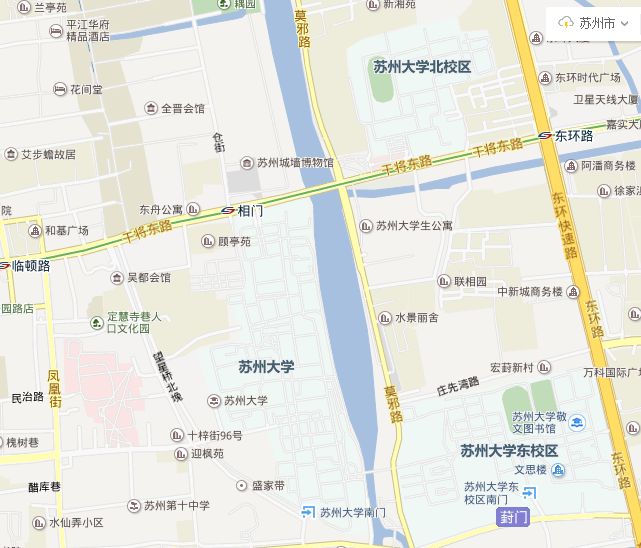 兰亭苑
耦园
莫邪路
新湘苑
苏州市
平江华府
精品酒店
苏州大学北校区
东环时代广场
花间堂
卫星天线大厦
全晋会馆
仓街
嘉实大
东环路
艾步蟾故居
苏州城墙博物馆
干将东路
干将东路
阿潘商务楼
徐家
东舟公寓
相门
院
和基广场
干将东路
顾亭苑
苏州大学生公寓
东环快速路
临顿路
吴都会馆
联相园
中新城商务楼
园路店
定慧寺巷人
口文化园
水景丽舍
东环路
望星桥北堍
苏州大学
宏葑新村
万科国际广
凤凰街
民治路
庄先湾路
莫邪路
苏州大学
苏州大学敬
文图书馆
槐树巷
十梓街96号
迎枫苑
苏州大学东校区
文思楼
东环路
醋库巷
盛家带
苏州大学东
校区南门
苏州第十中学
水仙弄小区
苏州大学南门
葑门